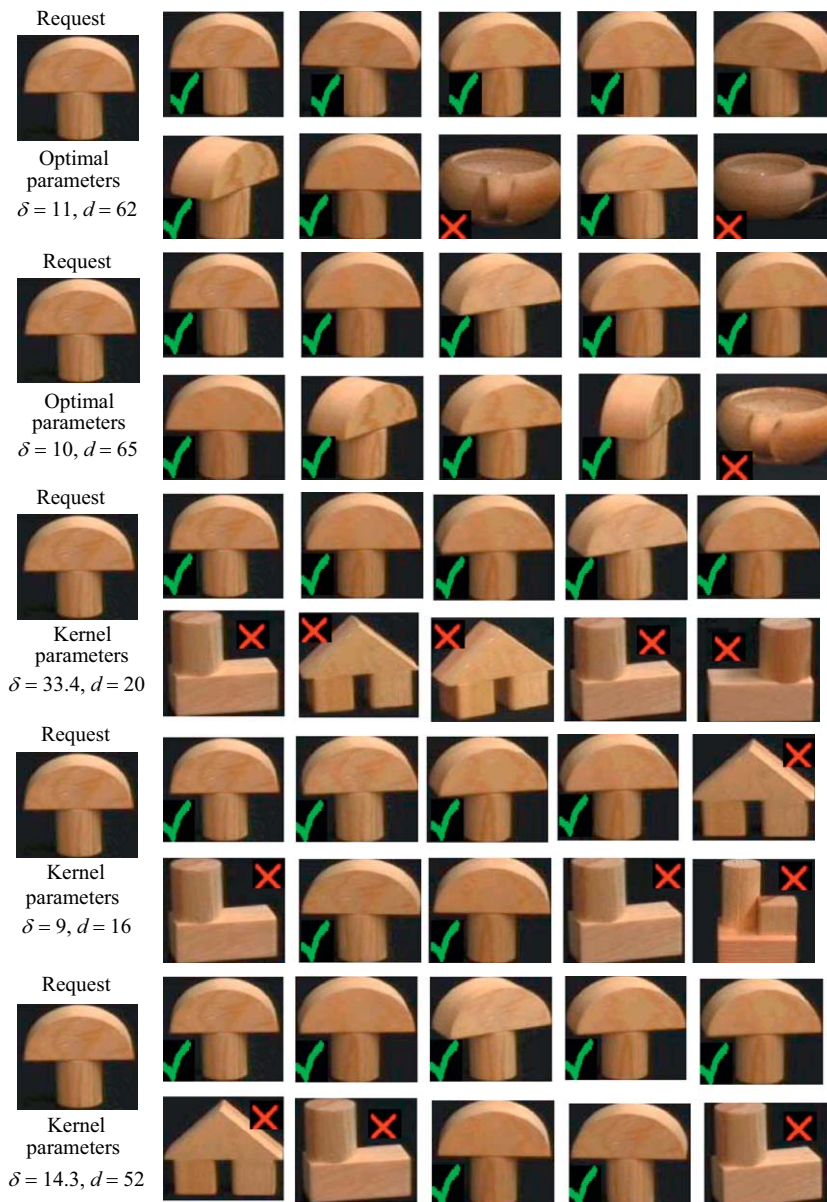 Request
Optimal
parameters
δ = 11, d = 62
Request
Optimal
parameters
δ = 10, d = 65
Request
Kernel
parameters
δ = 33.4, d = 20
Request
Kernel
parameters
δ = 9, d = 16
Request
Kernel
parameters
δ = 14.3, d = 52